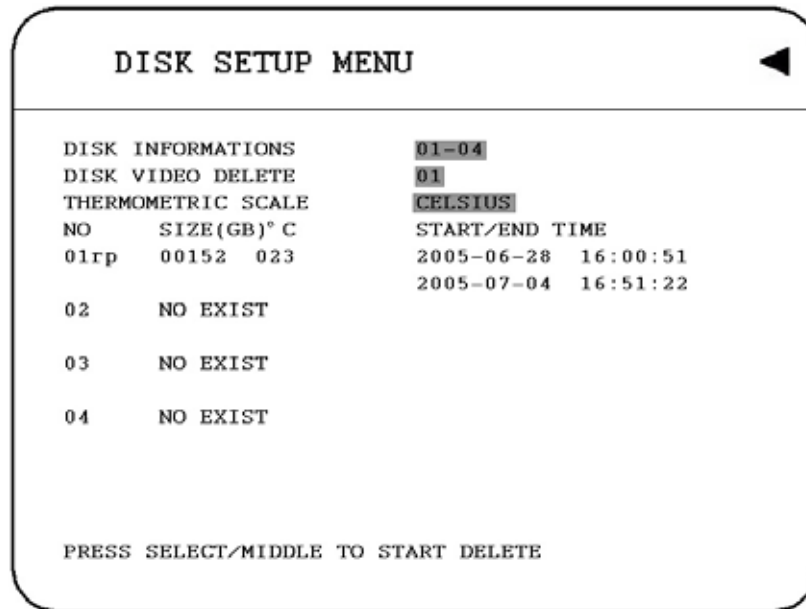 DISK SETUP MENU
DISK INFORMATIONS 01-04
DISK VIDEO DELETE 01
THERMOMETRIC SCALE CELSIUS
NO SIZE(GB)°C START/END TIME
01rp 00152 023 2005-06-28 16:00:51
2005-07-04 16:51:22
02 NO EXIST
03 NO EXIST
04 NO EXIST
PRESS SELECT/MIDDLE TO START DELETE